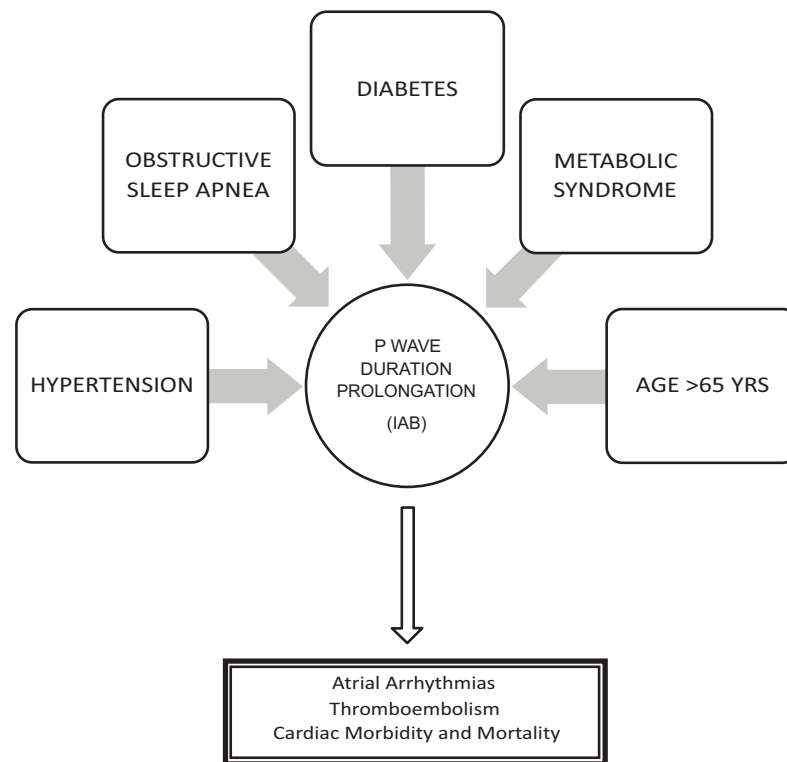 DIABETES
OBSTRUCTIVE
SLEEP APNEA
METABOLIC
SYNDROME
HYPERTENSION
P WAVE
DURATION
PROLONGATION
(IAB)
AGE >65 YRS
Atrial Arrhythmias
Thromboembolism
Cardiac Morbidity and Mortality